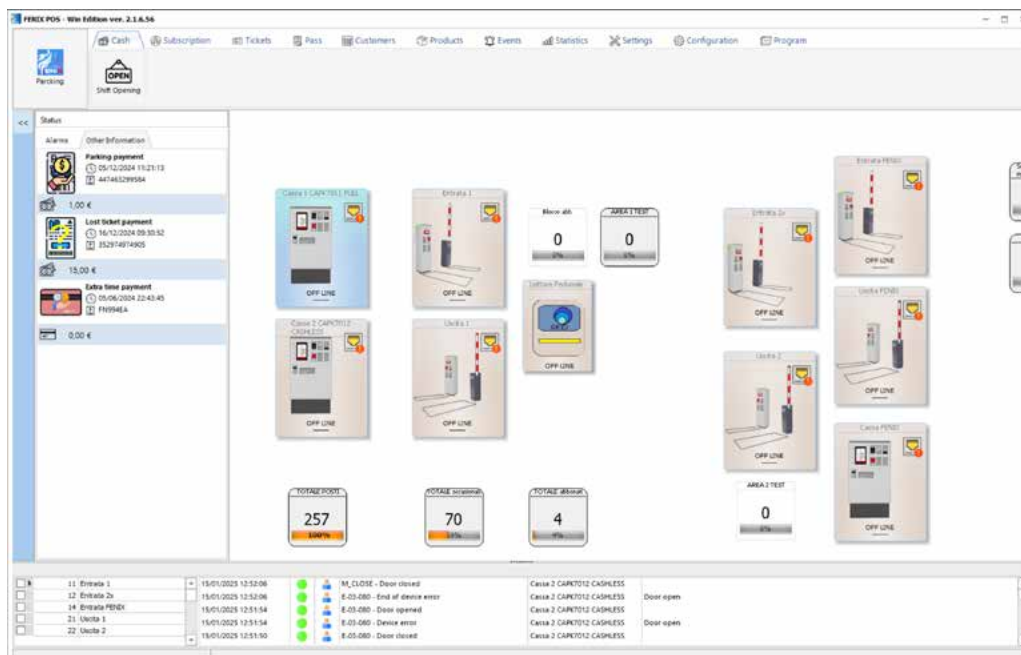 FENIX POS - Win Edition ver. 2.1.6.56
Cash
Subscription
Tickets
Pass
Customers
Products
Events
Statistics
Settings
Configuration
Program
Parcking
OPEN
Shift Opening
<<
Status
Alarms
Other Information
Parking payment
05/12/2024 11:21:13
447463299584
1,00 €
Lost ticket payment
16/12/2024 09:30:52
352974974905
15,00 €
Extra time payment
05/06/2024 22:43:45
FN994EA
0,00 €
Cassa 1 CAPK7011 FULL
OFF LINE
Entrata 1
OFF LINE
Blocco abb
0
0%
AREA 1 TEST
0
0%
Cassa 2 CAPK7012
CASHLESS
OFF LINE
Uscita 1
OFF LINE
Lettore Pedonale
OFF LINE
Entrata 2x
OFF LINE
Entrata FENIX
OFF LINE
Uscita FENIX
OFF LINE
Uscita 2
OFF LINE
Cassa FENIX
OFF LINE
AREA 2 TEST
0
0%
TOTALE POSTI
257
100%
TOTALE occasionali
70
TOTALE abbonati
4
4%
11 Entrata 1
12 Entrata 2x
14 Entrata FENIX
21 Uscita 1
22 Uscita 2
15/01/2025 12:52:06 M_CLOSE - Door closed Cassa 2 CAPK7012 CASHLESS
15/01/2025 12:52:06 E-03-080 - End of device error Cassa 2 CAPK7012 CASHLESS Door open
15/01/2025 12:51:54 E-03-080 - Door opened Cassa 2 CAPK7012 CASHLESS
15/01/2025 12:51:54 E-03-080 - Device error Cassa 2 CAPK7012 CASHLESS Door open
15/01/2025 12:51:50 E-03-080 - Door closed Cassa 2 CAPK7012 CASHLESS